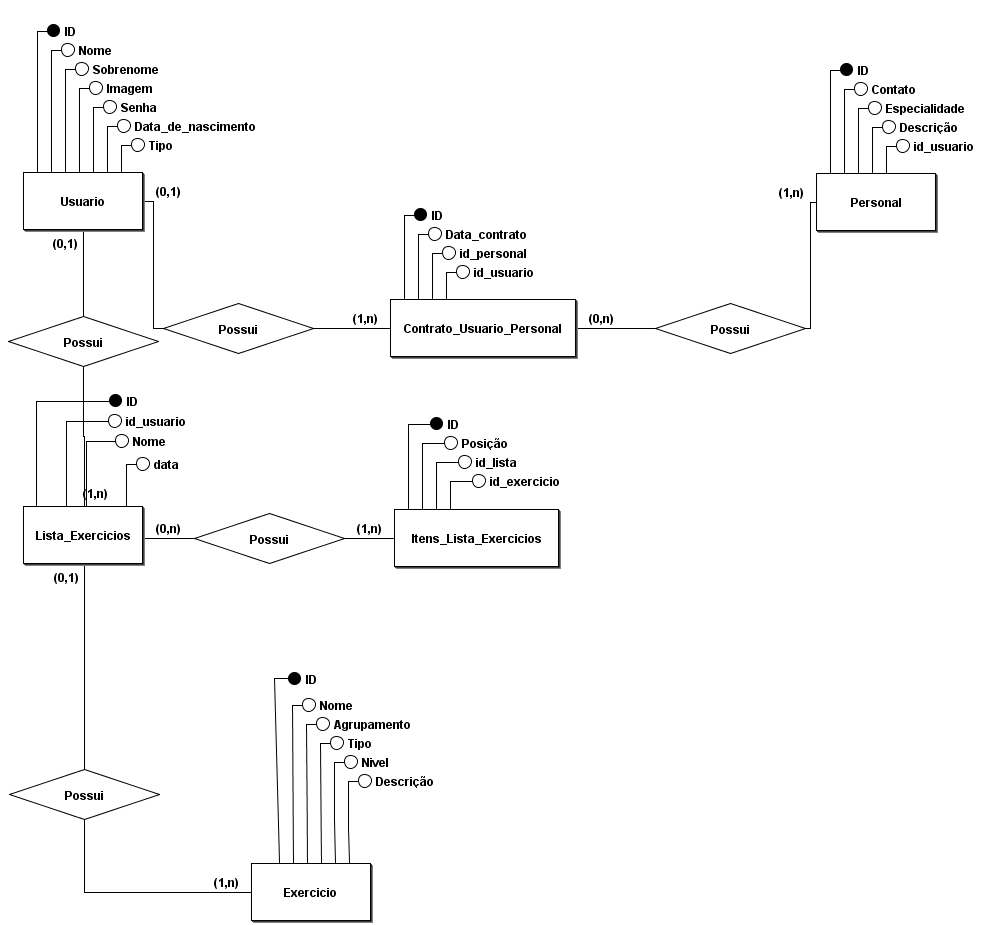 ID
Nome
Sobrenome
Imagem
Senha
Data_de_nascimento
Tipo
Usuario
(0,1)
(0,1)
ID
Contato
Especialidade
Descrição
id_usuario
(1,n)
Personal
ID
Data_contrato
id_personal
id_usuario
Possui
(1,n)
Contrato_Usuario_Personal
(0,n)
Possui
Possui
ID
id_usuario
Nome
data
(1,n)
Lista_Exercicios
(0,n)
(0,1)
Possui
(1,n)
ID
Posição
id_lista
id_exercicio
Itens_Lista_Exercicios
ID
Nome
Agrupamento
Tipo
Nivel
Descrição
Possui
(1,n)
Exercicio